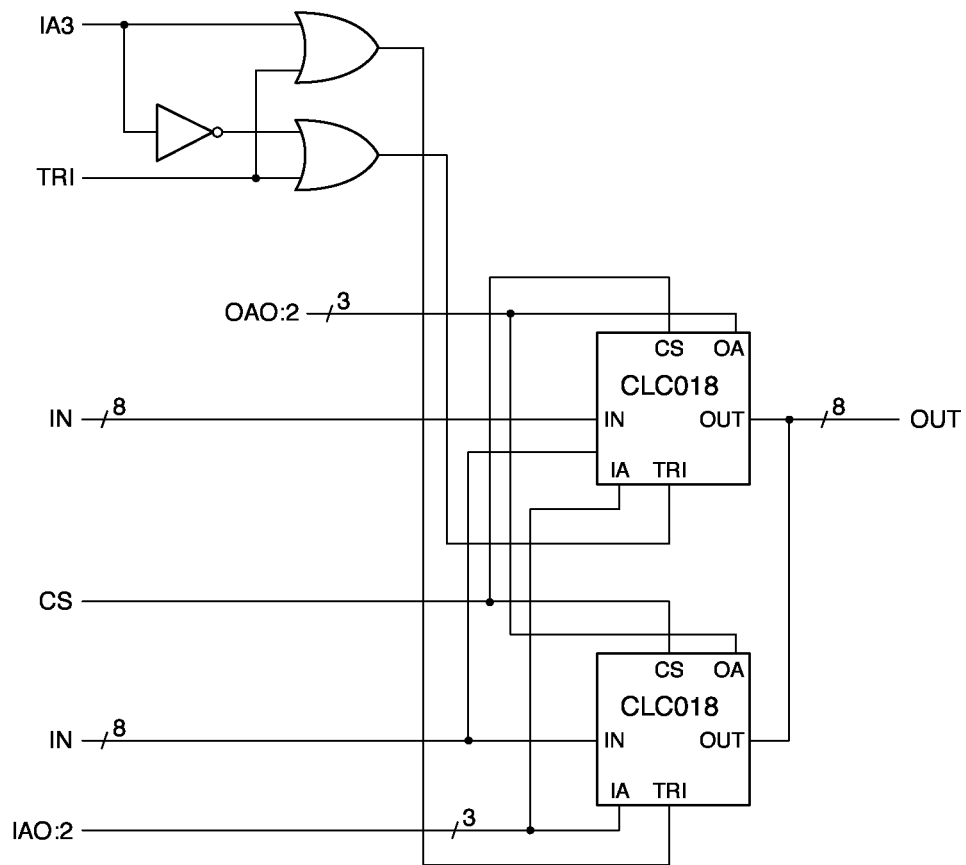 IA3
TRI
OAO:2
3
CS OA
CLC018
IN
8
IN OUT
8
OUT
IA TRI
CS
CS OA
CLC018
IN
8
IN OUT
IA TRI
IAO:2
3